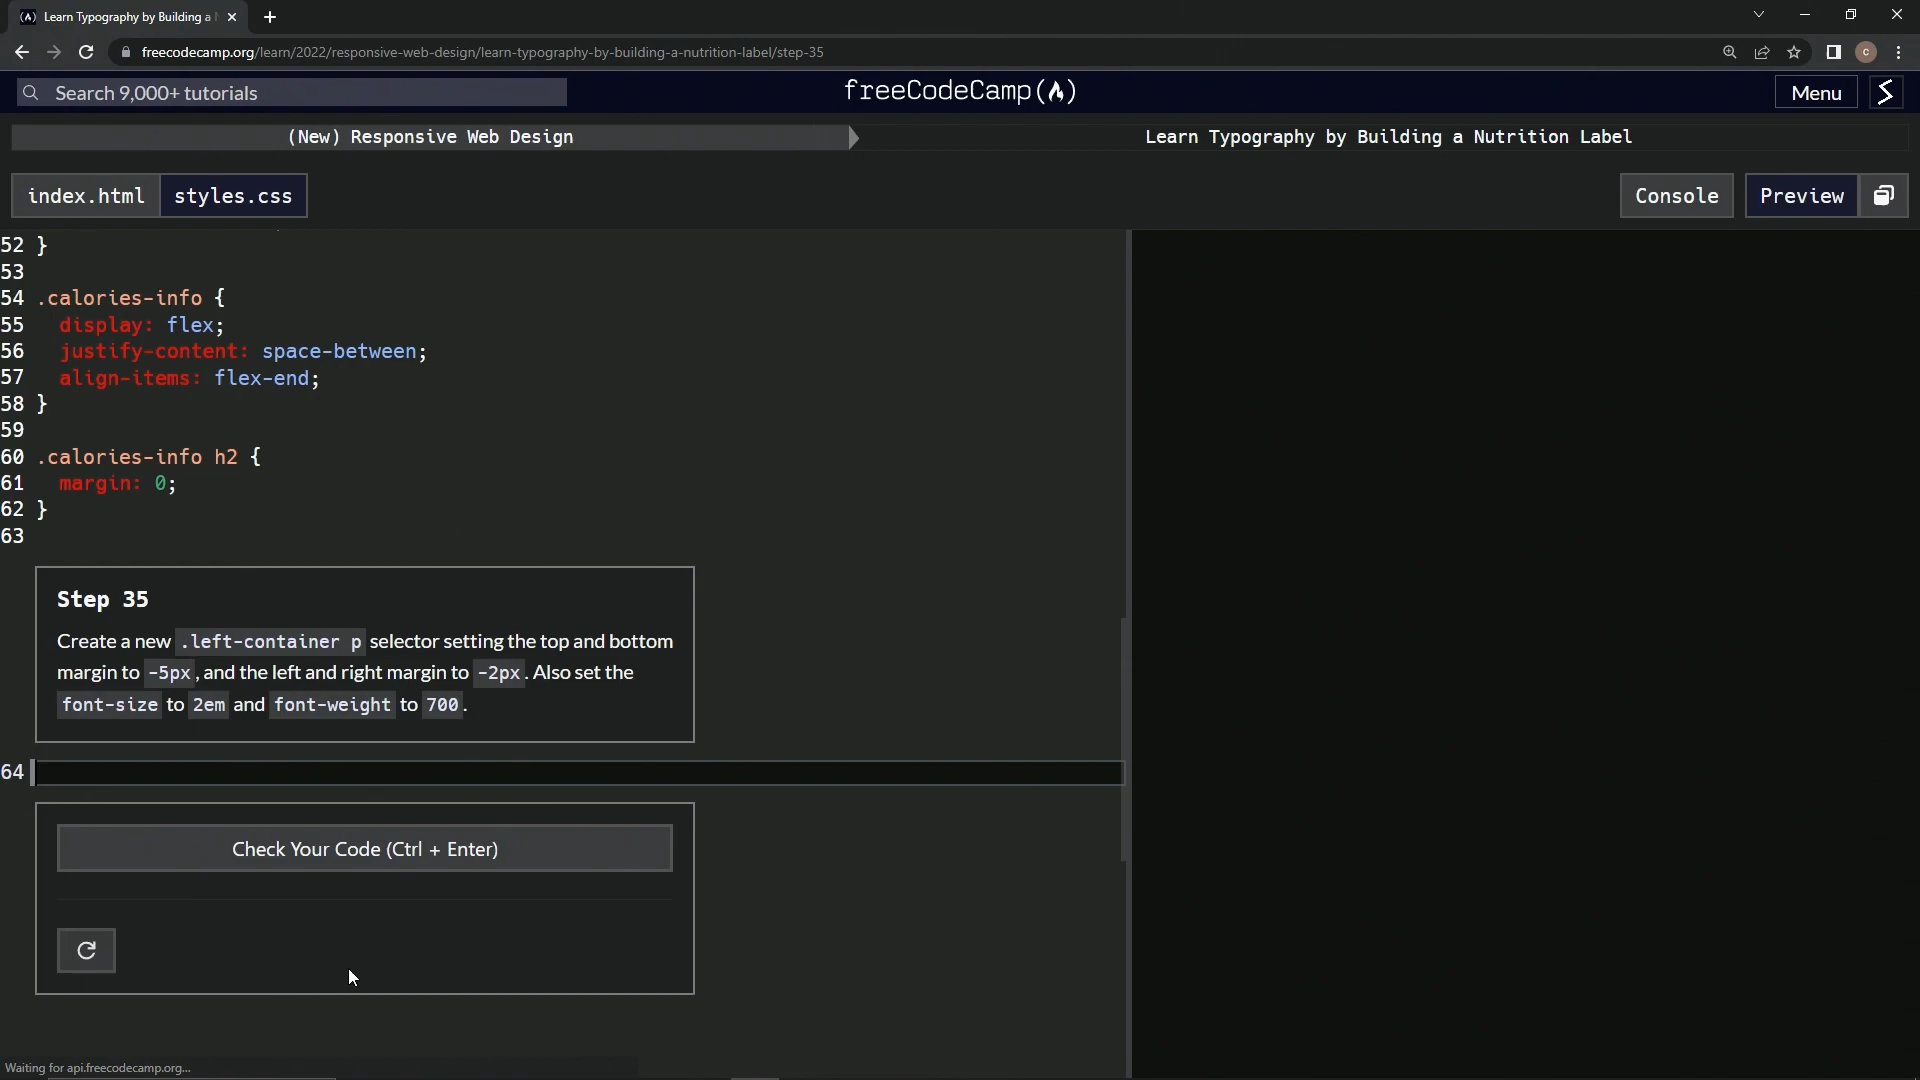 Learn Typography by Building a
freecodecamp.org/learn/2022/responsive-web-design/learn-typography-by-building-a-nutrition-label/step-35
C
Search 9,000+ tutorials
freeCodeCamp
Menu
(New) Responsive Web Design
Learn Typography by Building a Nutrition Label
index.html
styles.css
Console
Preview
52 }
53
54 .calories-info {
55 display: flex;
56 justify-content: space-between;
57 align-items: flex-end;
58 }
59
60 .calories-info h2 {
61 margin: 0;
62 }
63
Step 35
Create a new .left-container p selector setting the top and bottom
margin to -5px, and the left and right margin to -2px. Also set the
font-size to 2em and font-weight to 700.
64
Check Your Code (Ctrl + Enter)
Waiting for api.freecodecamp.org...